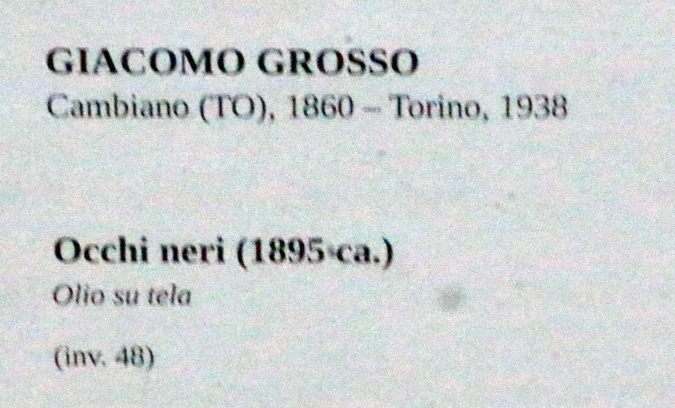 GIACOMO GROSSO
Cambiano (TO), 1860 – Torino, 1938
Occhi neri (1895 ca.)
Olio su tela
(inv. 48)